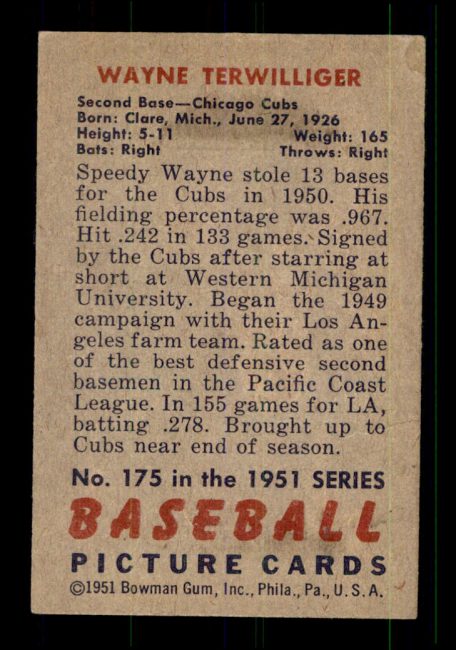 WAYNE TERWILLIGER
Second Base—Chicago Cubs
Born: Clare, Mich., June 27, 1926
Height: 5-11 Weight: 165
Bats: Right Throws: Right
Speedy Wayne stole 13 bases
for the Cubs in 1950. His
fielding percentage was .967.
Hit .242 in 133 games. Signed
by the Cubs after starring at
short at Western Michigan
University. Began the 1949
campaign with their Los An-
geles farm team. Rated as one
of the best defensive second
basemen in the Pacific Coast
League. In 155 games for LA,
batting .278. Brought up to
Cubs near end of season.
No. 175 in the 1951 SERIES
BASEBALL
PICTURE CARDS
©1951 Bowman Gum, Inc., Phila., Pa., U. S. A.